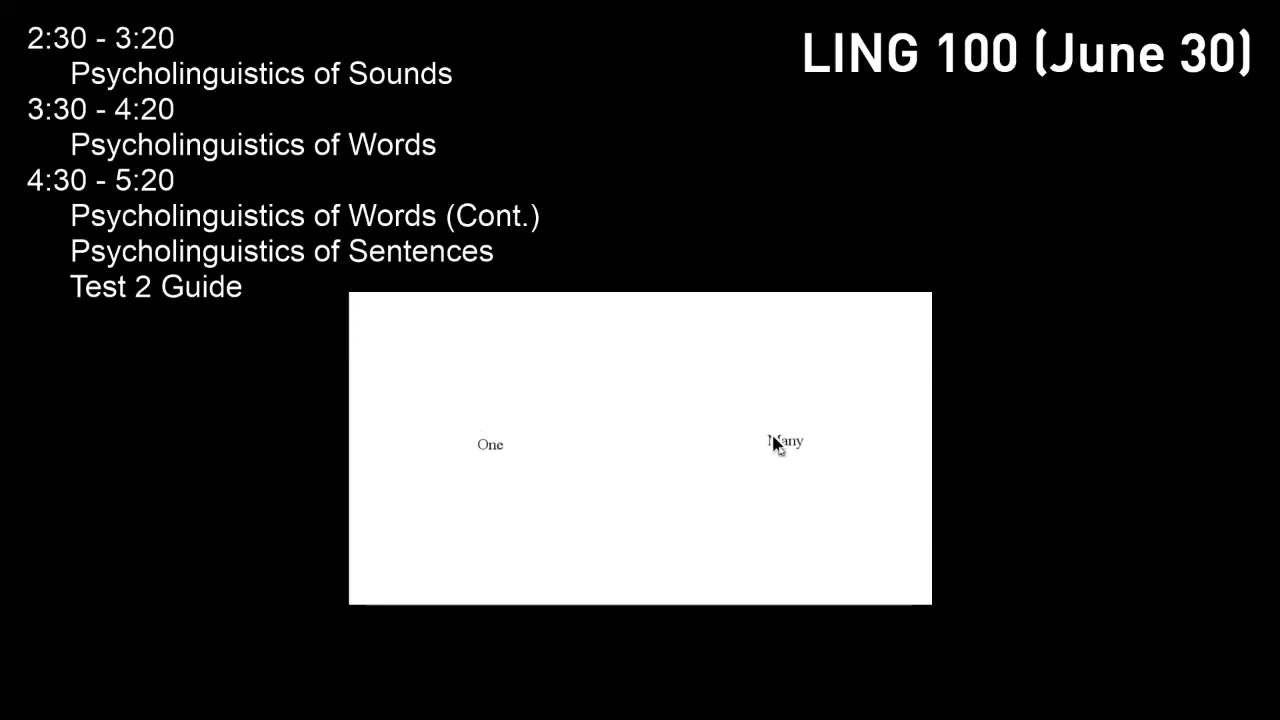 LING 100 (June 30)
2:30 - 3:20
Psycholinguistics of Sounds
3:30 - 4:20
Psycholinguistics of Words
4:30 - 5:20
Psycholinguistics of Words (Cont.)
Psycholinguistics of Sentences
Test 2 Guide
One
Many